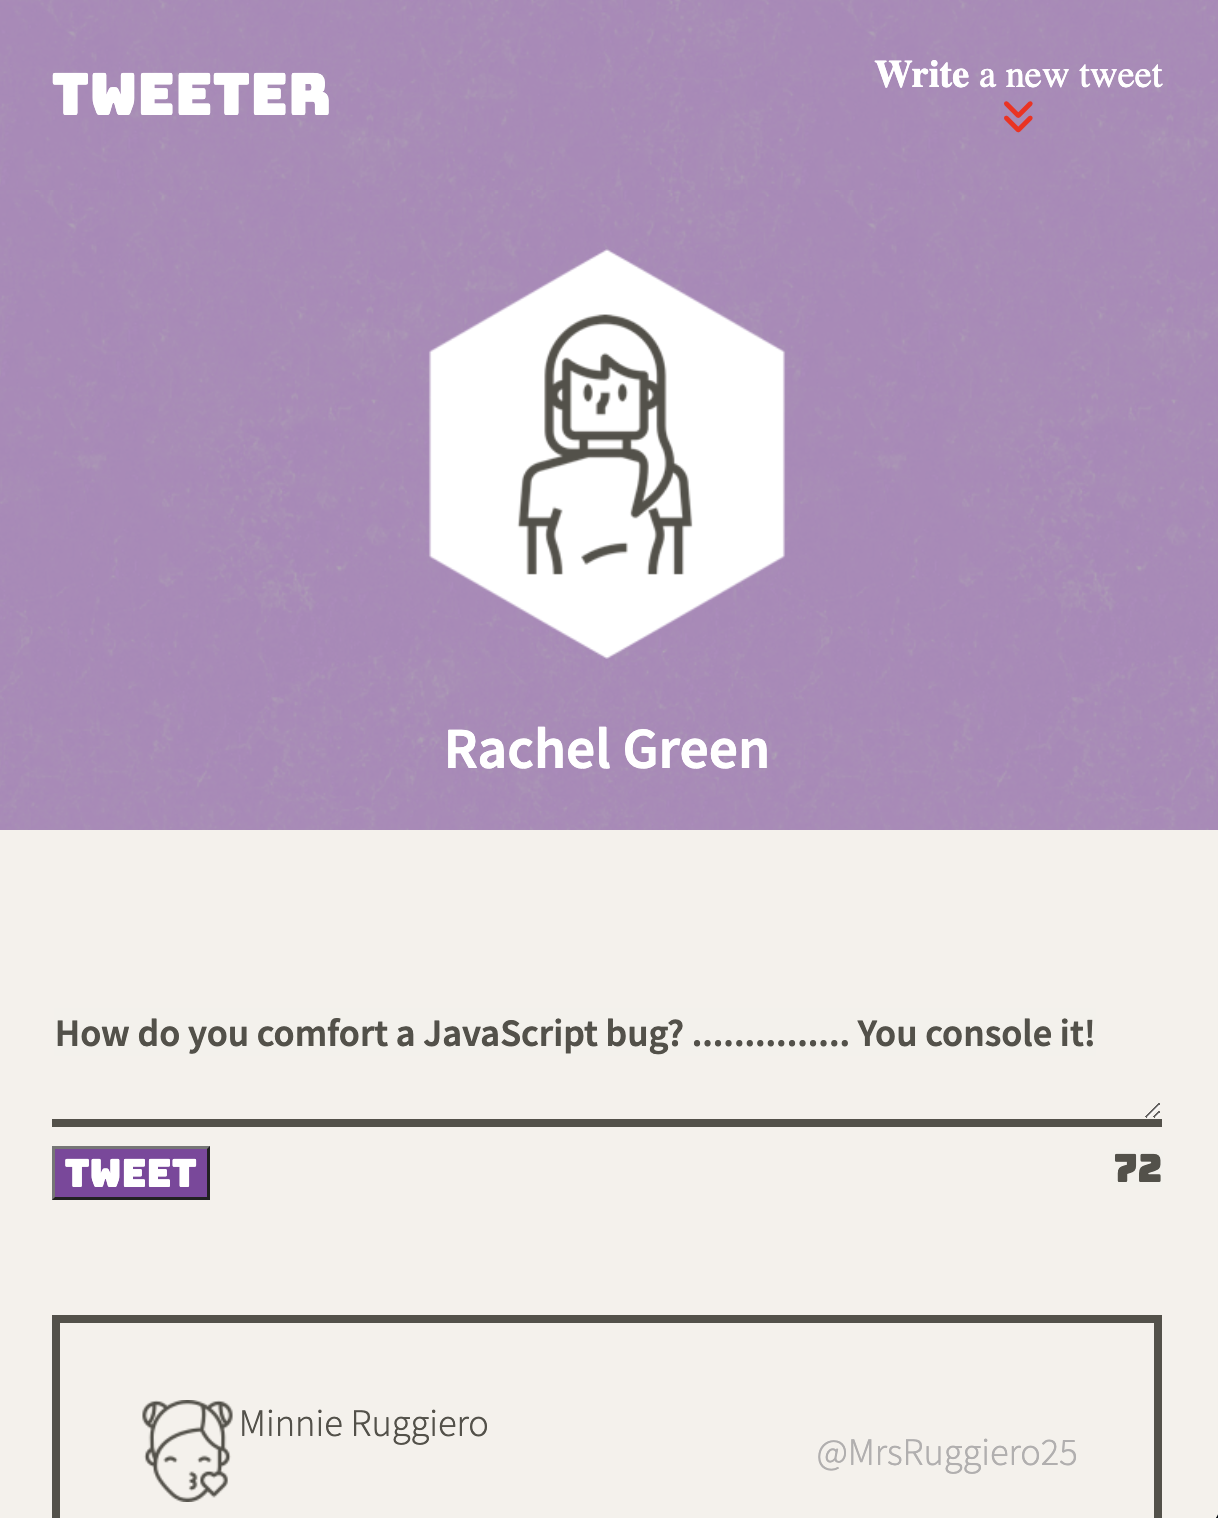 TWEETER
Write a new tweet
Rachel Green
How do you comfort a JavaScript bug? ............... You console it!
TWEET
72
Minnie Ruggiero
@MrsRuggiero25